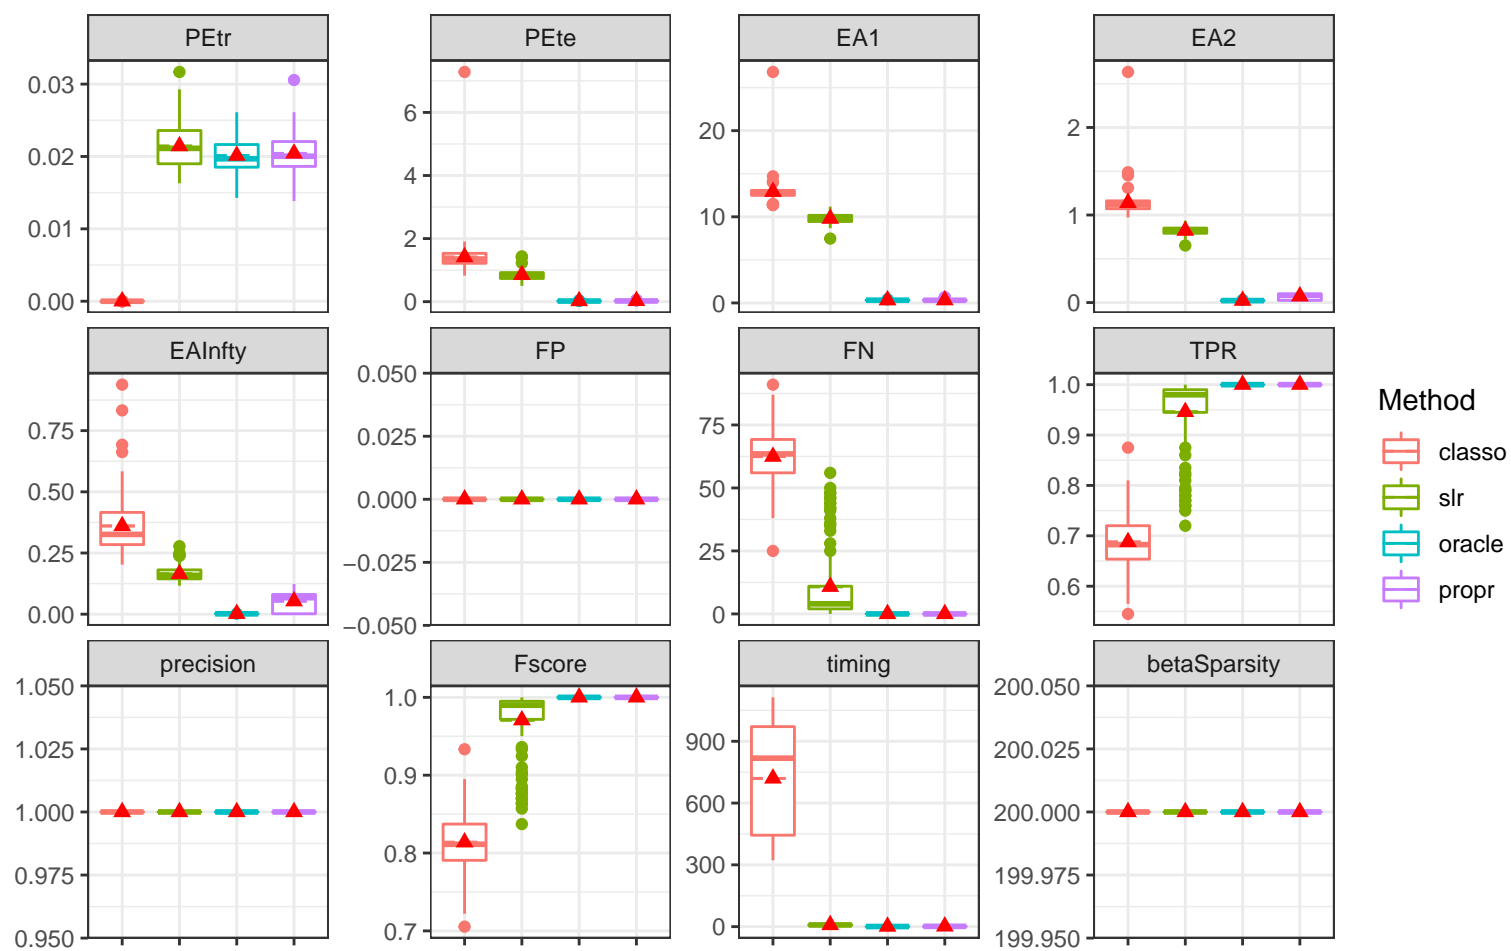 PEtr
PEte
EA1
EA2
0.03
0.02
0.01
0.00
6
4
2
0
20
10
0
2
1
0
EAInfty
FP
FN
TPR
0.75
0.50
0.25
0.00
0.050
0.025
0.000
−0.025
−0.050
75
50
25
0
1.0
0.9
0.8
0.7
0.6
precision
Fscore
timing
betaSparsity
1.050
1.025
1.000
0.975
0.950
1.0
0.9
0.8
0.7
900
600
300
0
200.050
200.025
200.000
199.975
199.950
Method
classo
slr
oracle
propr